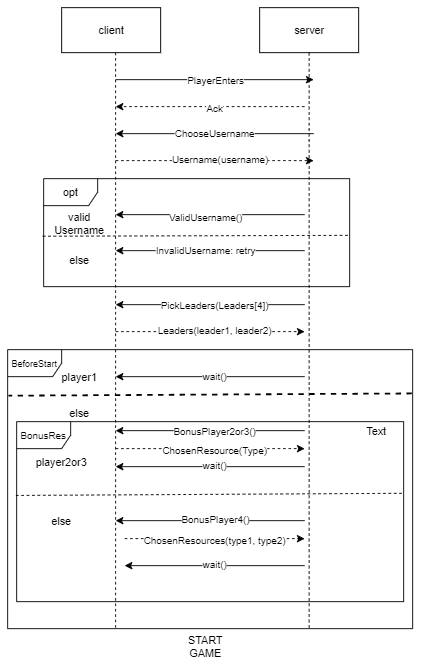 client
server
PlayerEnters
Ack
ChooseUsername
Username(username)
opt
valid
Username
ValidUsername()
InvalidUsername: retry
else
PickLeaders(Leaders[4])
Leaders(leader1, leader2)
BeforeStart
player1
wait()
else
BonusRes
BonusPlayer2or3()
Text
ChosenResource(Type)
player2or3
wait()
else
BonusPlayer4()
ChosenResources(type1, type2)
wait()
START
GAME